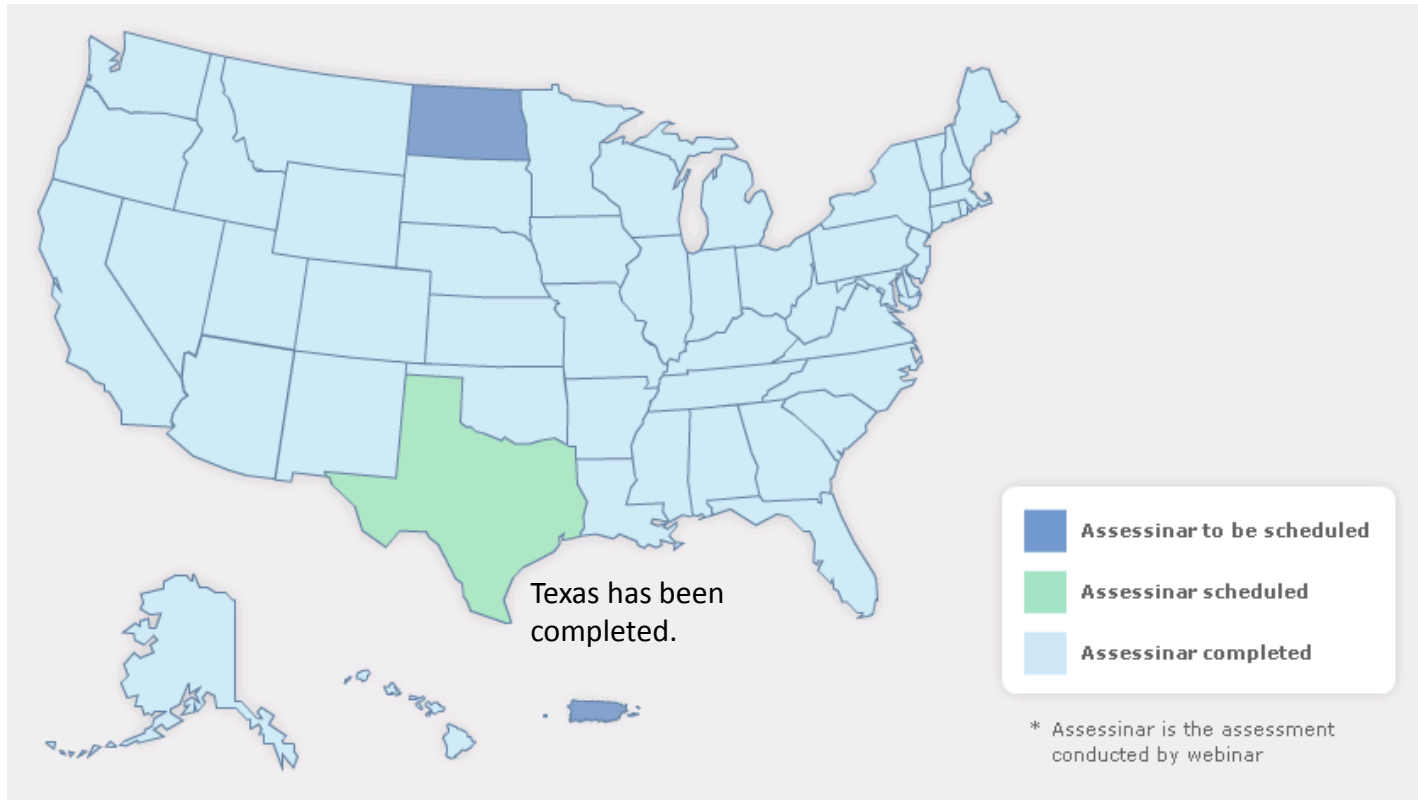 Texas has been
completed.
Assessinar to be scheduled
Assessinar scheduled
Assessinar completed
* Assessinar is the assessment
conducted by webinar